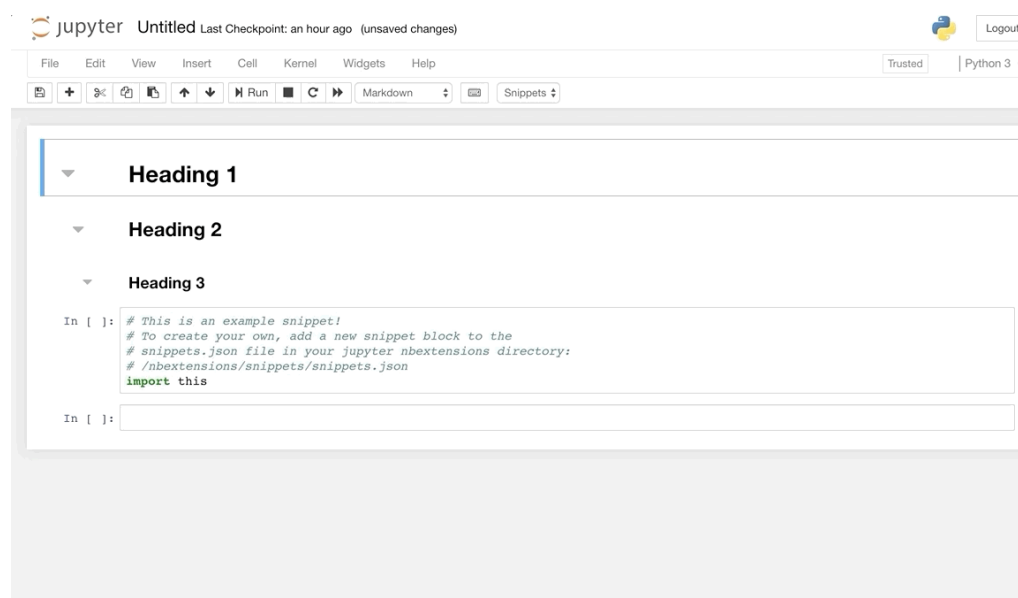 jupyter Untitled Last Checkpoint: an hour ago (unsaved changes)
Logout
File Edit View Insert Cell Kernel Widgets Help
Trusted Python 3
Run Markdown Snippets
Heading 1
Heading 2
Heading 3
In [ ]: # This is an example snippet!
# To create your own, add a new snippet block to the
# snippets.json file in your jupyter nbextensions directory:
# /nbextensions/snippets/snippets.json
import this
In [ ]: